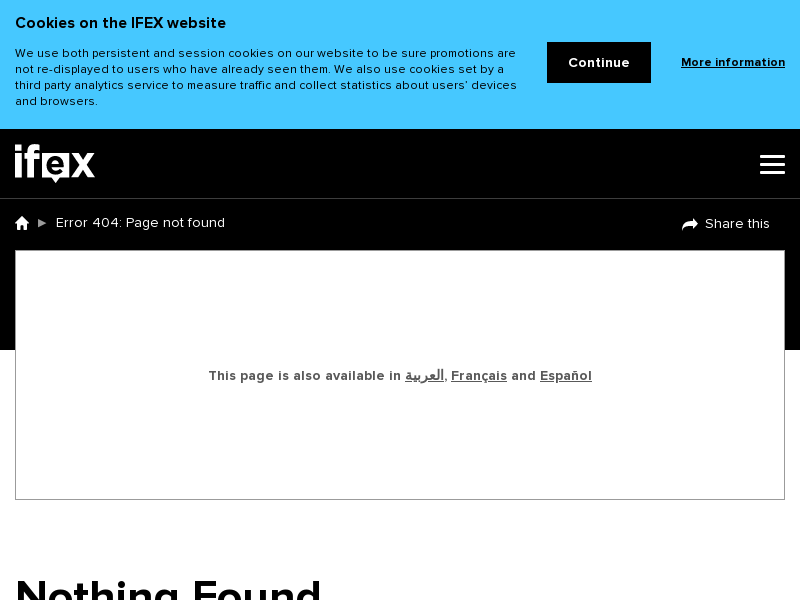 Cookies on the IFEX website
We use both persistent and session cookies on our website to be sure promotions are
not re-displayed to users who have already seen them. We also use cookies set by a
third party analytics service to measure traffic and collect statistics about users’ devices
and browsers.
Continue
More information
ifex
Error 404: Page not found
Share this
This page is also available in العربية, Français and Español
Nothing Found